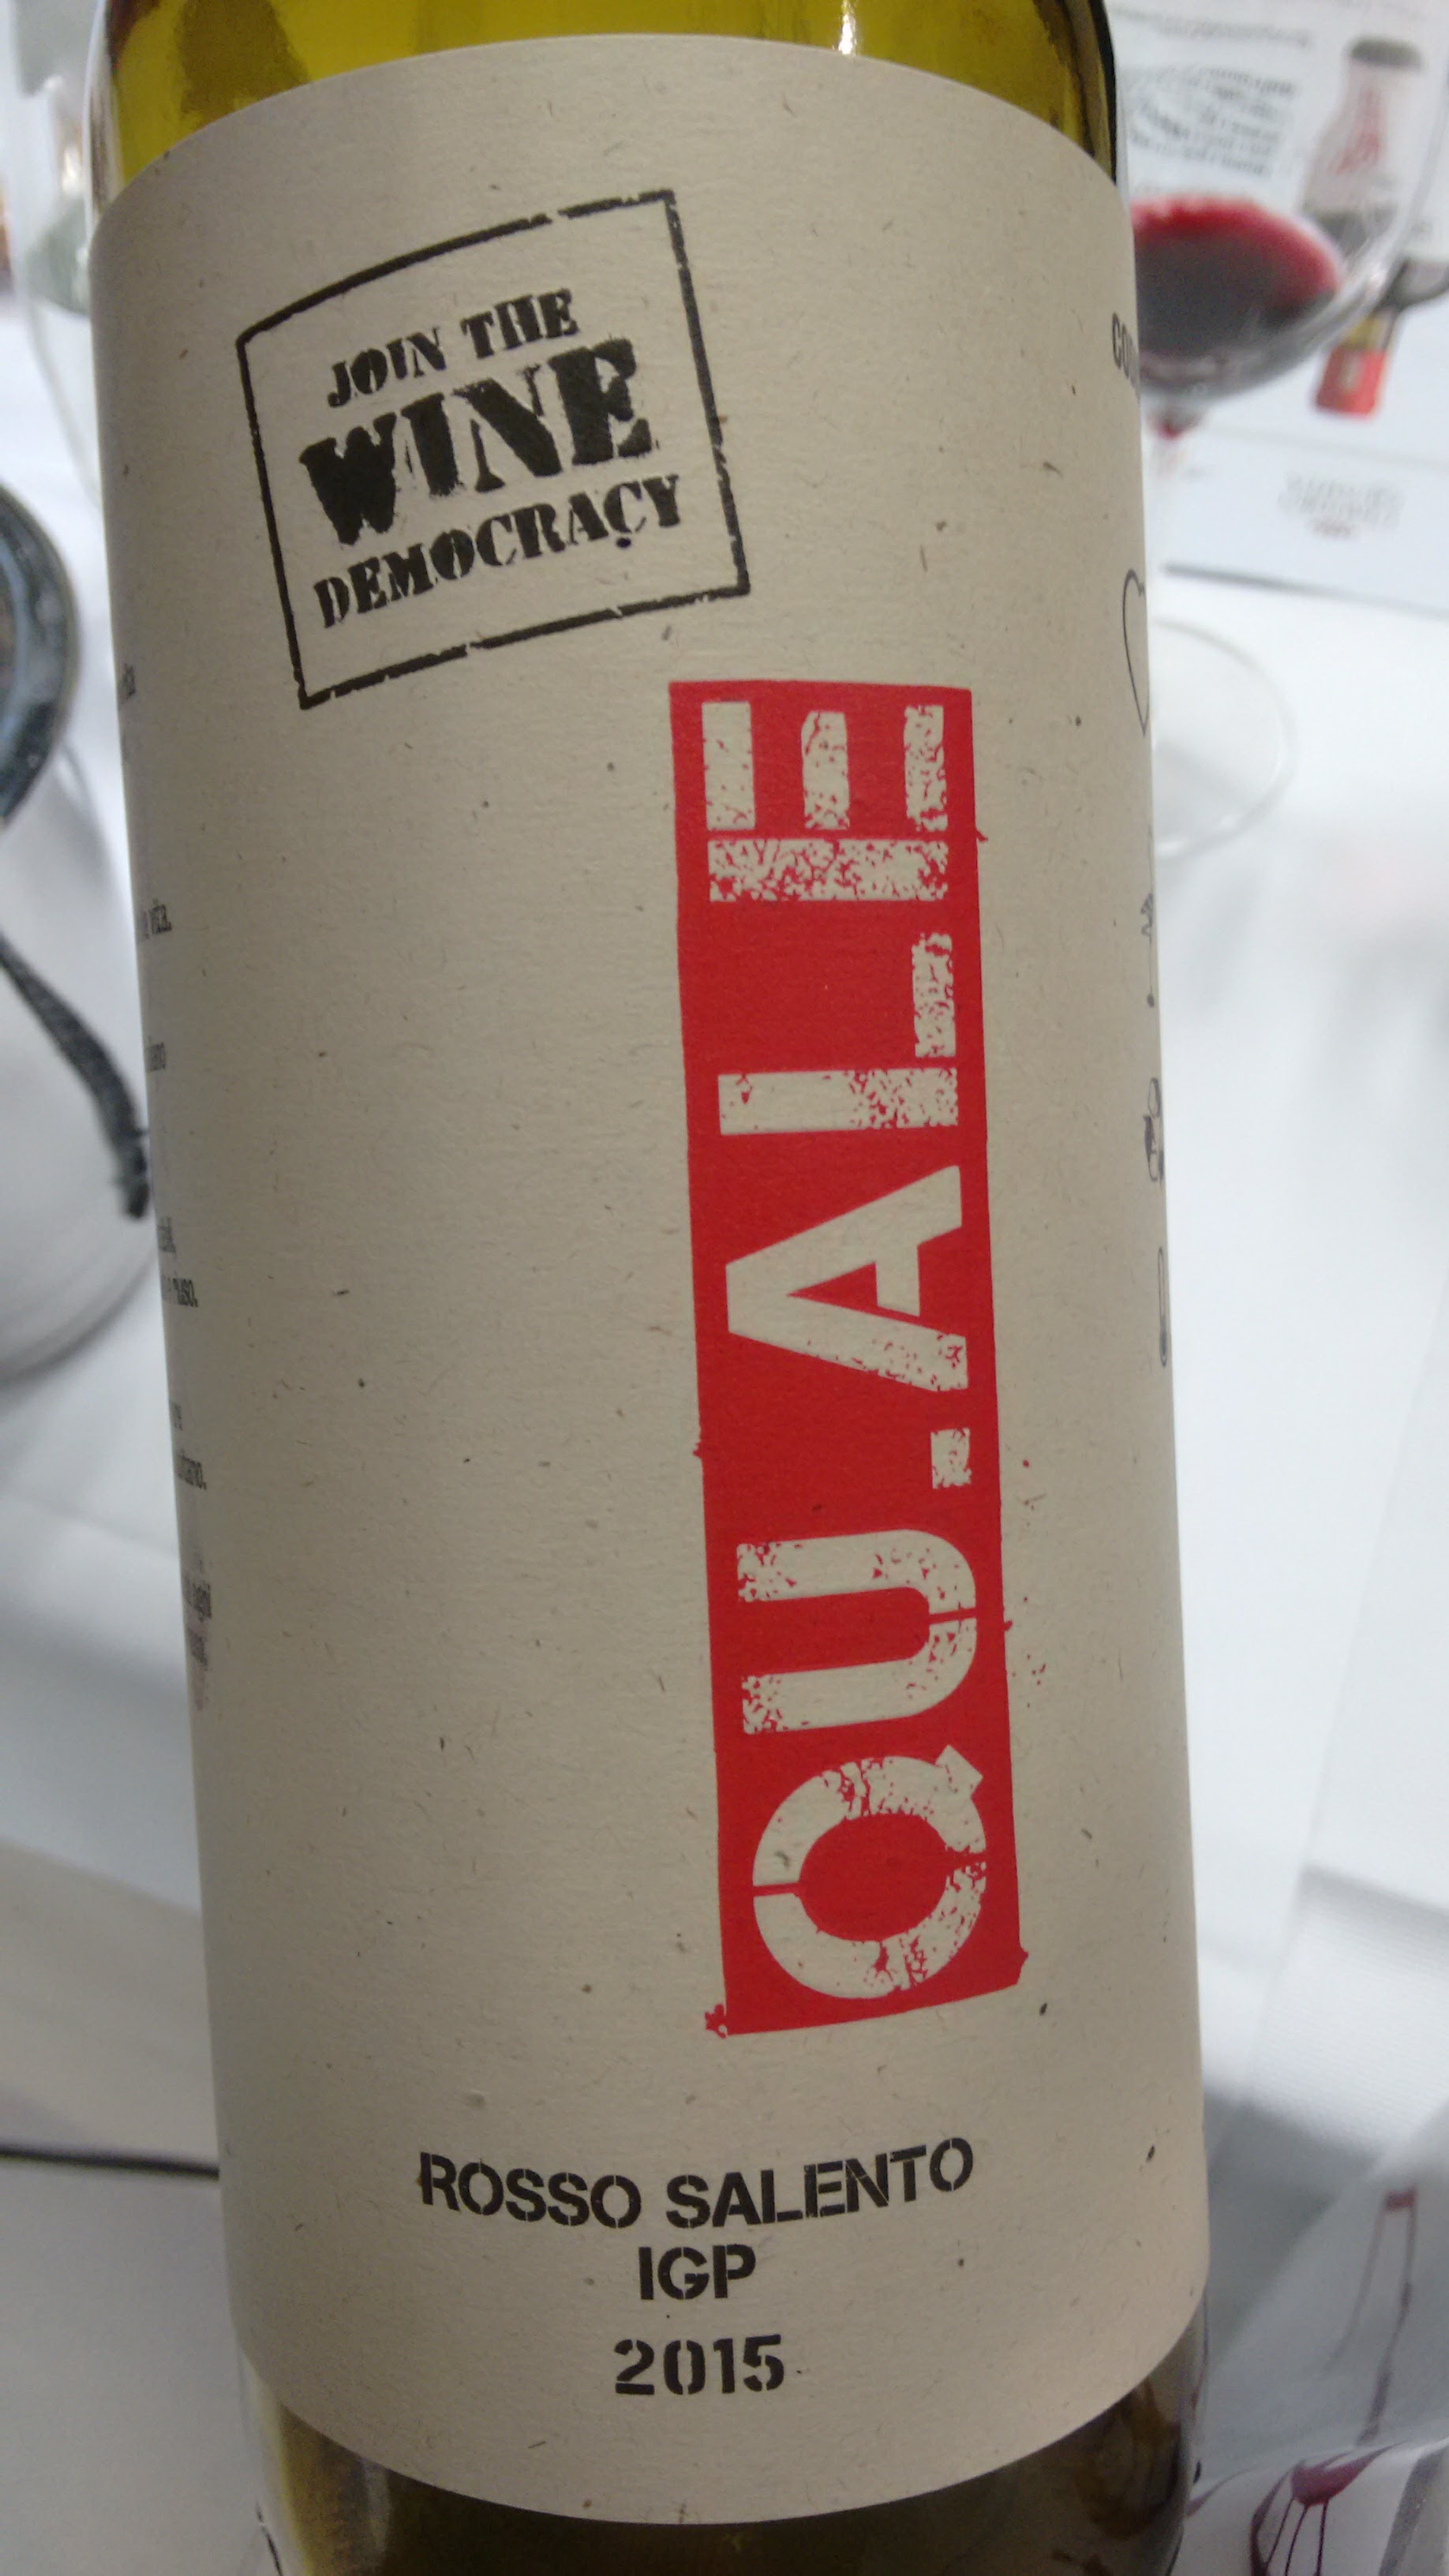 JOIN THE
WINE
DEMOCRACY
QU.ALE
ROSSO SALENTO
IGP
2015